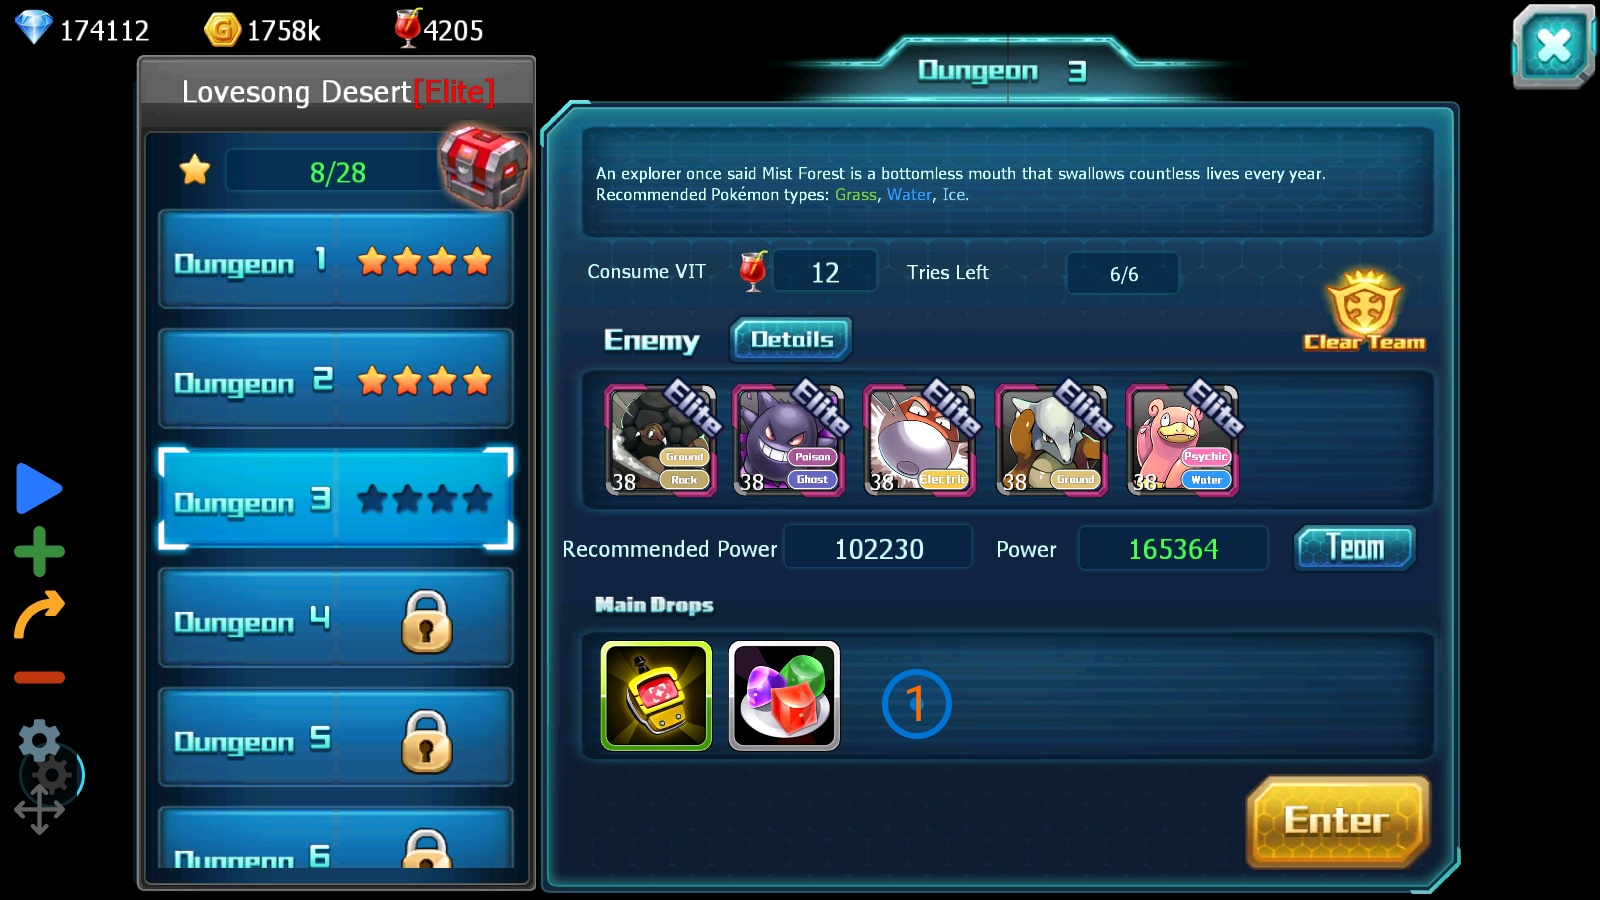 174112
1758k
4205
Lovesong Desert[Elite]
8/28
Dungeon 1
Dungeon 2
Dungeon 3
Dungeon 4
Dungeon 5
Dungeon 6
Dungeon 3
An explorer once said Mist Forest is a bottomless mouth that swallows countless lives every year.
Recommended Pokémon types: Grass, Water, Ice.
Consume VIT 12 Tries Left 6/6
Clear Team
Enemy Details
Elite Ground Rock 38
Elite Poison Ghost 38
Elite Electric 38
Elite Ground 38
Elite Psychic Water 38
Recommended Power 102230 Power 165364 Team
Main Drops
1
Enter